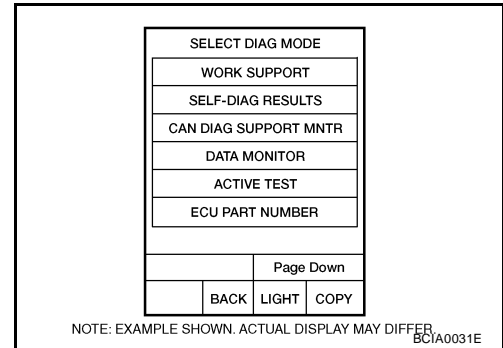 SELECT DIAG MODE
WORK SUPPORT
SELF-DIAG RESULTS
CAN DIAG SUPPORT MNTR
DATA MONITOR
ACTIVE TEST
ECU PART NUMBER
Page Down
BACK LIGHT COPY
NOTE: EXAMPLE SHOWN. ACTUAL DISPLAY MAY DIFFER.
BCIA0031E